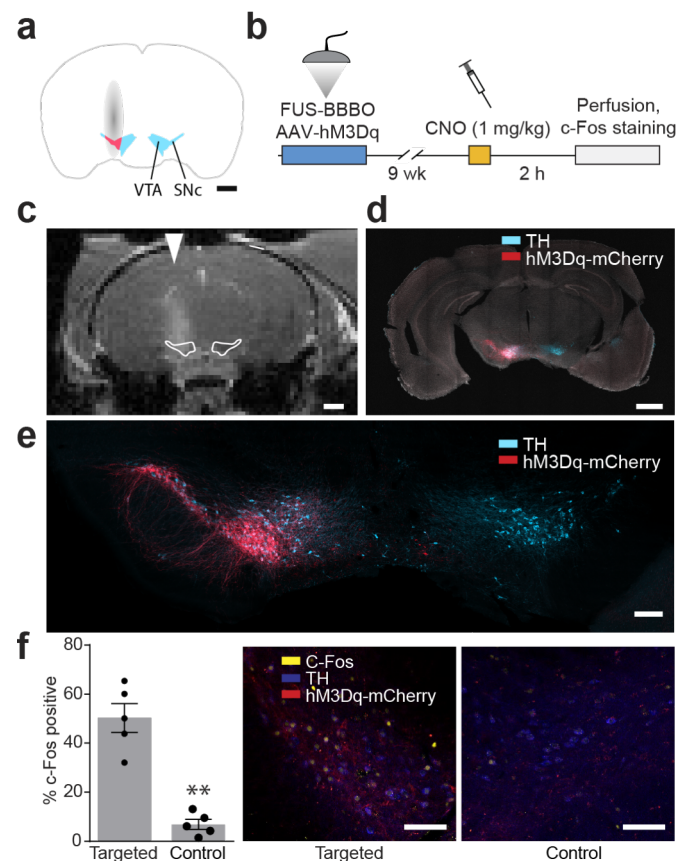 a
VTA SNc
b
FUS-BBBO
AAV-hM3Dq
CNO (1 mg/kg)
Perfusion,
c-Fos staining
9 wk
2 h
c
d
TH
hM3Dq-mCherry
e
TH
hM3Dq-mCherry
f
% c-Fos positive
80
60
40
20
0
**
Targeted
Control
C-Fos
TH
hM3Dq-mCherry
Targeted
Control